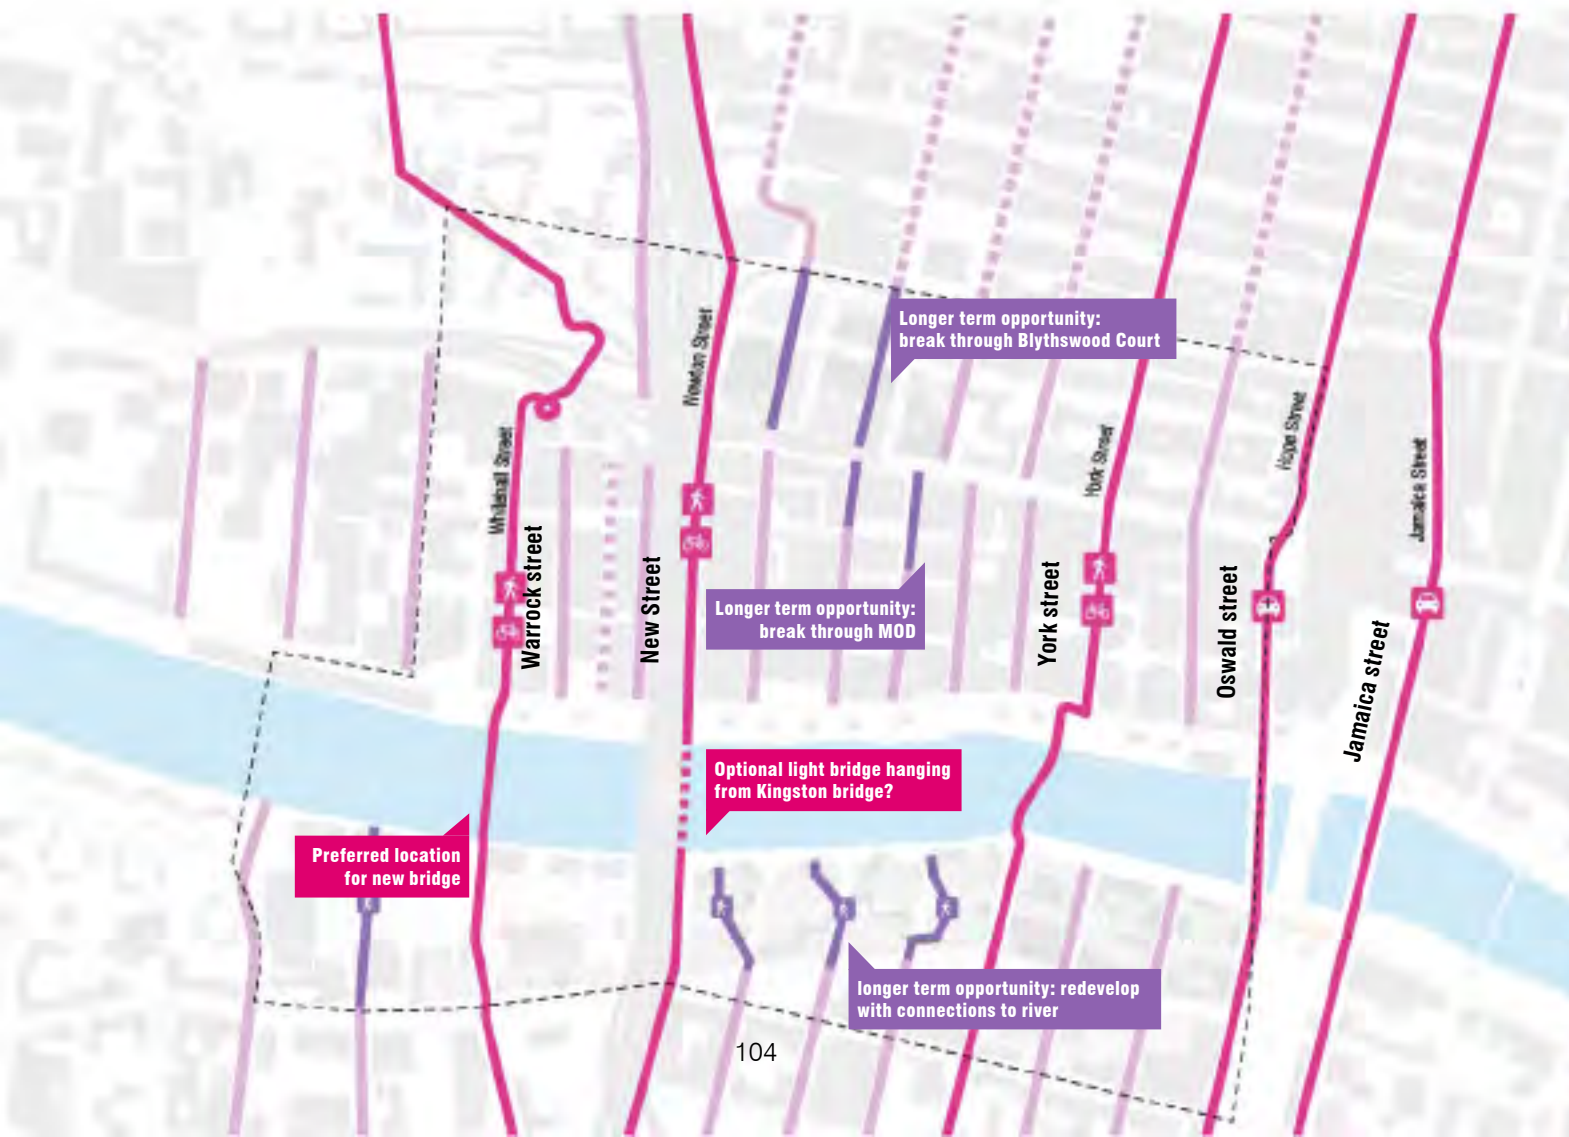 Newton Street
Longer term opportunity:
break through Blythswood Court
Whitehall Street
York Street
Hope Street
Jamaica Street
Warrock street
New Street
Longer term opportunity:
break through MOD
York street
Oswald street
Jamaica street
Optional light bridge hanging
from Kingston bridge?
Preferred location
for new bridge
longer term opportunity: redevelop
with connections to river
104